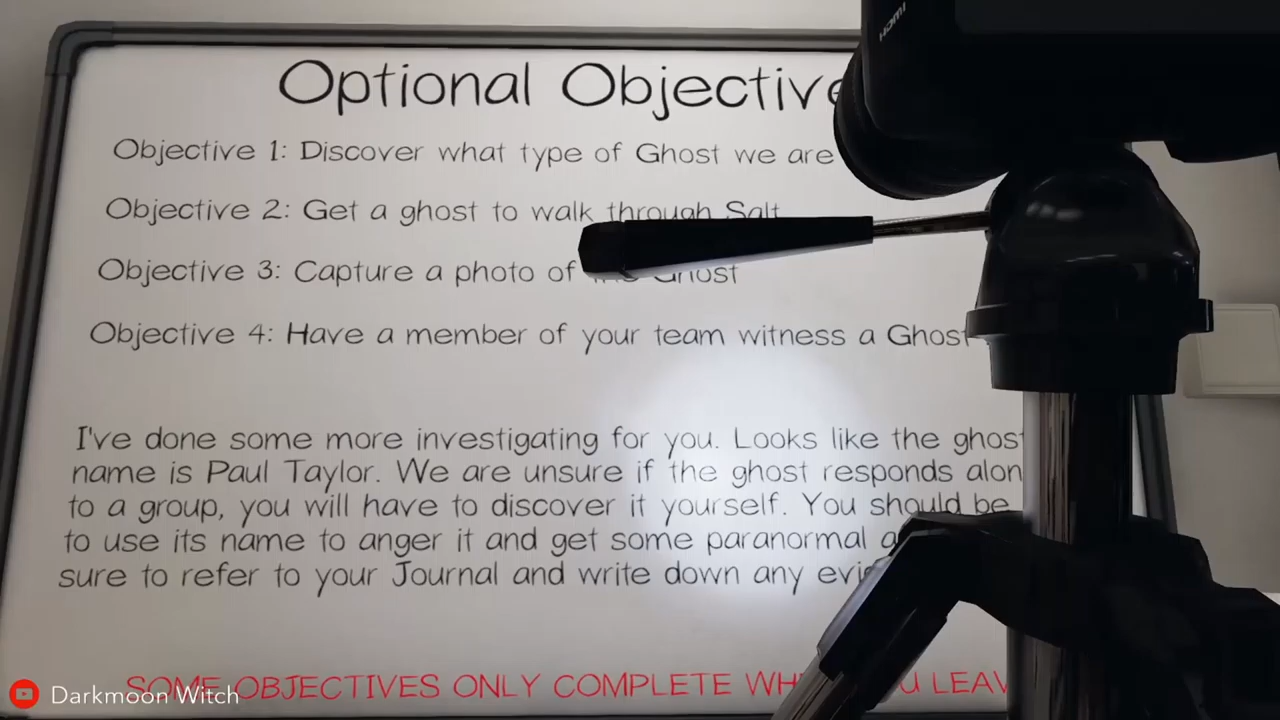 Optional Objective
Objective 1: Discover what type of Ghost we are
Objective 2: Get a ghost to walk through Salt
Objective 3: Capture a photo of the Ghost
Objective 4: Have a member of your team witness a Ghost
I've done some more investigating for you. Looks like the ghost
name is Paul Taylor. We are unsure if the ghost responds alon
to a group, you will have to discover it yourself. You should be
to use its name to anger it and get some paranormal a
sure to refer to your Journal and write down any evi
SOME OBJECTIVES ONLY COMPLETE WH U LEAV
Darkmoon Witch